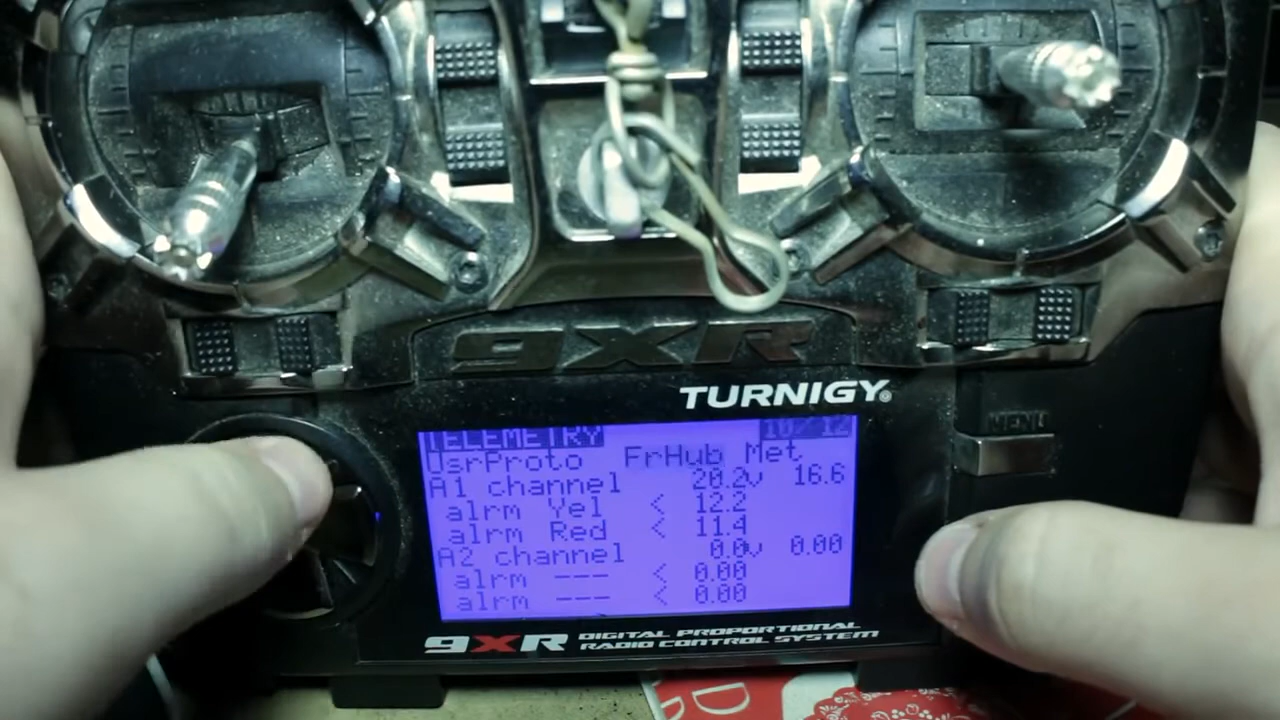 9XR
TURNIGY®
MENU
TELEMETRY 10/12
UsrProto FrHub Met
A1 channel 20.2v 16.6
alrm Yel < 12.2
alrm Red < 11.4
A2 channel 0.0v 0.00
alrm --- < 0.00
alrm --- < 0.00
9XR DIGITAL PROPORTIONAL
RADIO CONTROL SYSTEM
D